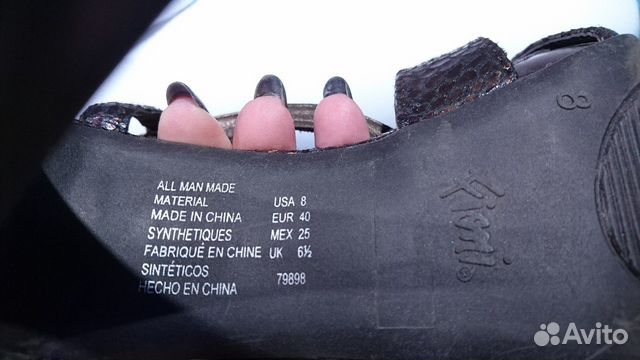 ALL MAN MADE
MATERIAL USA 8
MADE IN CHINA EUR 40
SYNTHETIQUES MEX 25
FABRIQUÉ EN CHINE UK 6½
SINTÉTICOS
HECHO EN CHINA 79898
8
®
Avito